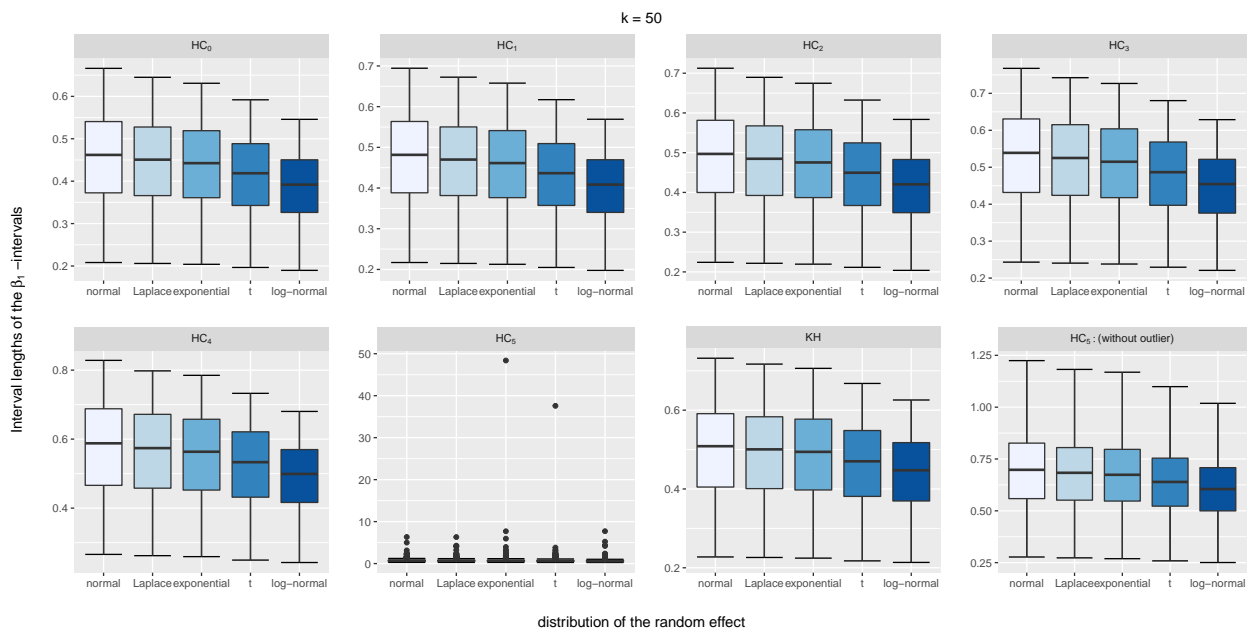 k = 50
Interval lengths of the β₁ −intervals
HC₀
0.6
0.5
0.4
0.3
0.2
normal Laplace exponential t log−normal
HC₁
0.7
0.6
0.5
0.4
0.3
0.2
normal Laplace exponential t log−normal
HC₂
0.7
0.6
0.5
0.4
0.3
0.2
normal Laplace exponential t log−normal
HC₃
0.7
0.6
0.5
0.4
0.3
0.2
normal Laplace exponential t log−normal
HC₄
0.8
0.6
0.4
normal Laplace exponential t log−normal
HC₅
50
40
30
20
10
0
normal Laplace exponential t log−normal
KH
0.6
0.4
0.2
normal Laplace exponential t log−normal
HC₅ : (without outlier)
1.25
1.00
0.75
0.50
0.25
normal Laplace exponential t log−normal
distribution of the random effect